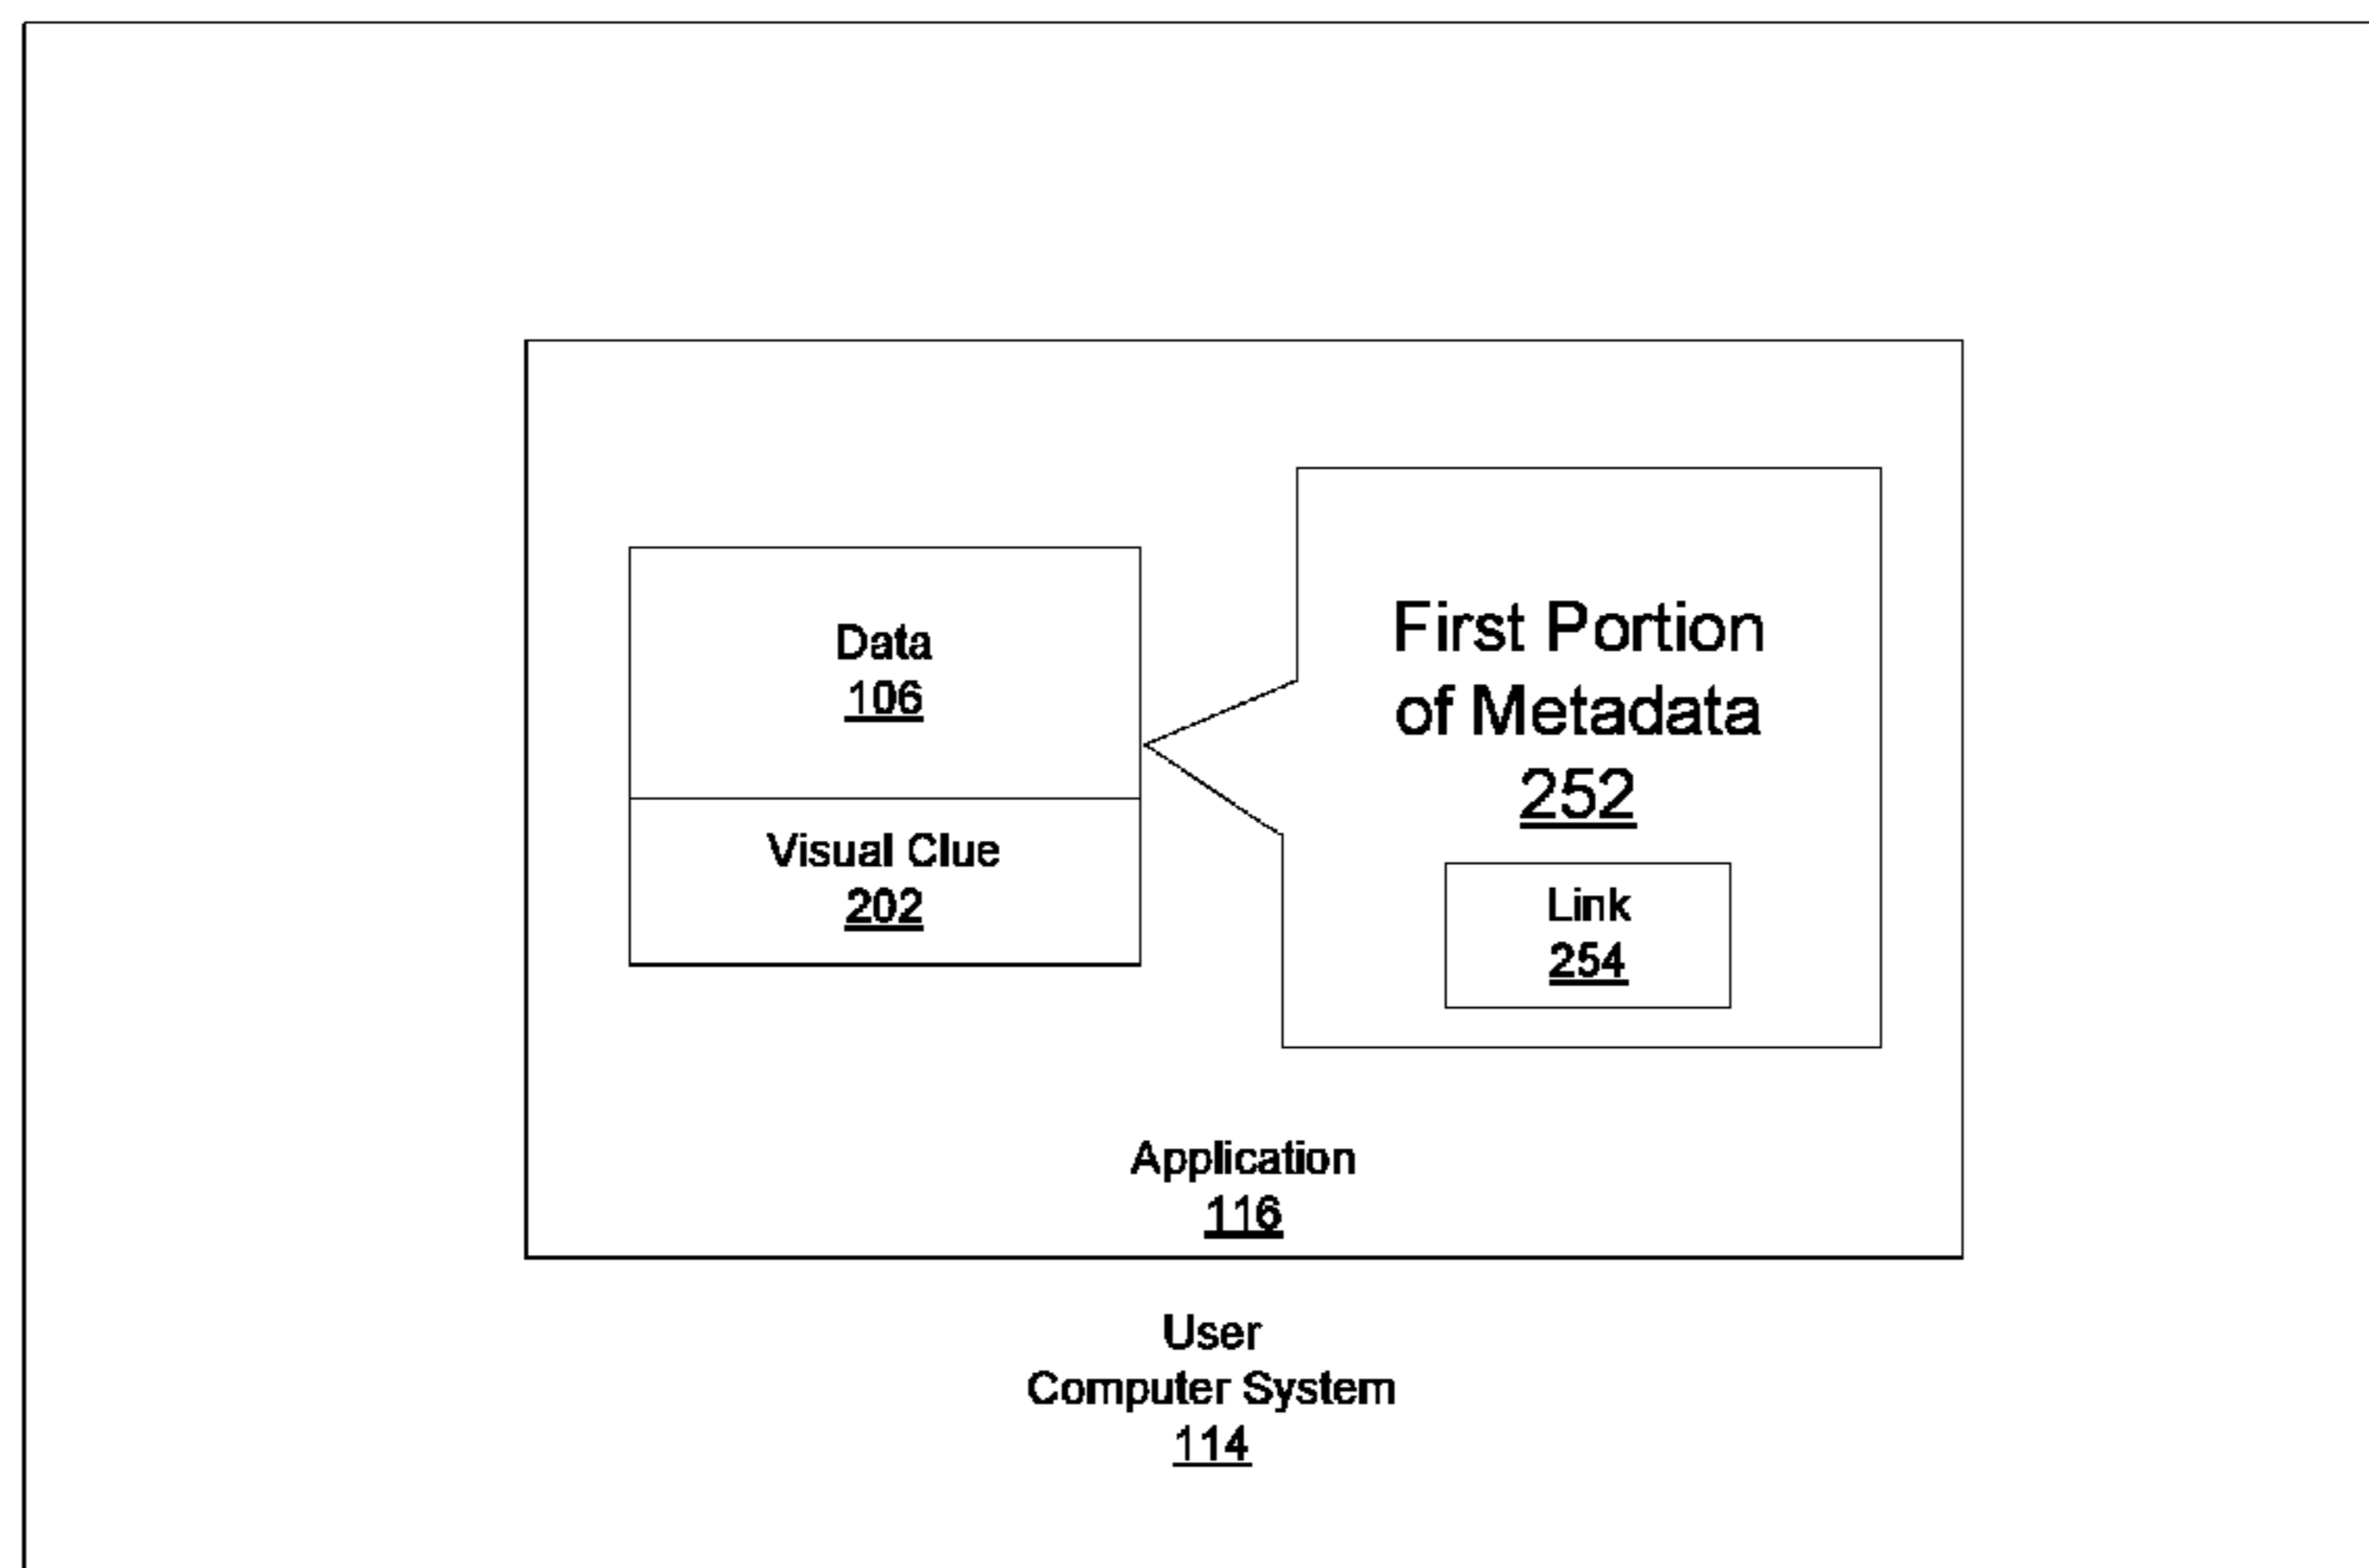 Data
106
Visual Clue
202
First Portion
of Metadata
252
Link
254
Application
116
User
Computer System
114